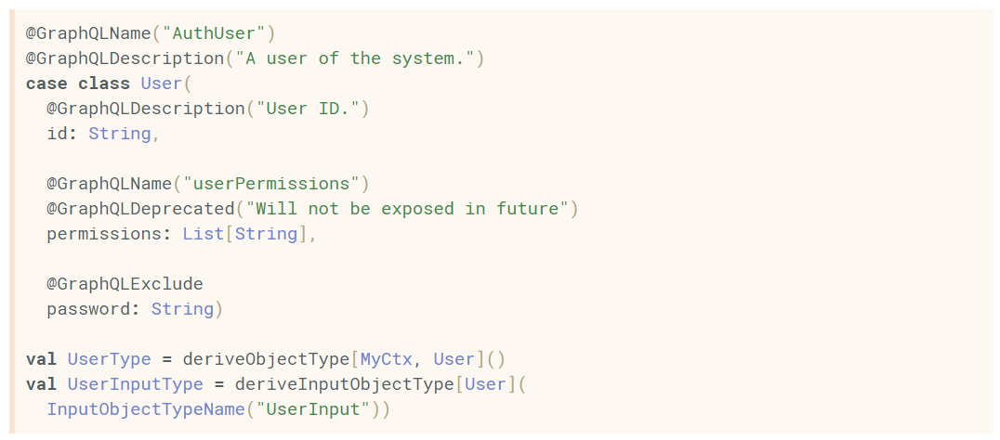 @GraphQLName("AuthUser")
@GraphQLDescription("A user of the system.")
case class User(
  @GraphQLDescription("User ID.")
  id: String,

  @GraphQLName("userPermissions")
  @GraphQLDeprecated("Will not be exposed in future")
  permissions: List[String],

  @GraphQLExclude
  password: String)

val UserType = deriveObjectType[MyCtx, User]()
val UserInputType = deriveInputObjectType[User](
  InputObjectTypeName("UserInput"))